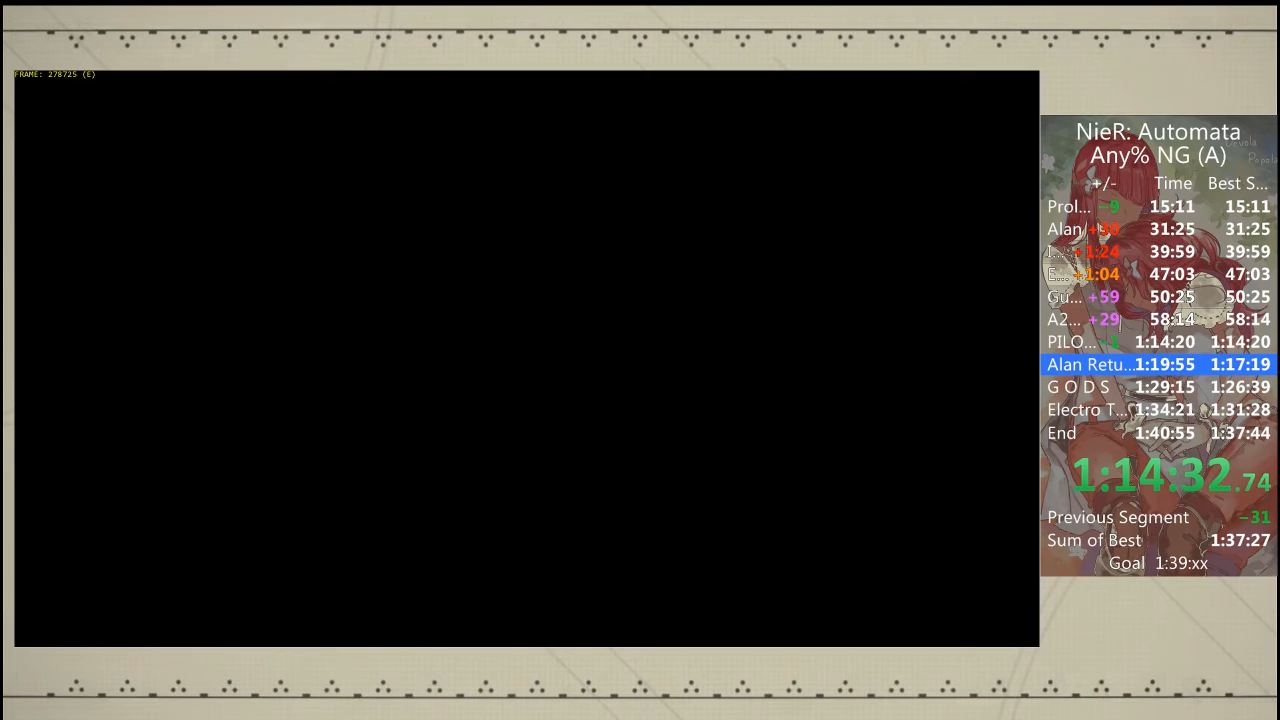 FRAME: 278725 (E)
NieR: Automata
Any% NG (A)
Devola
Popola
+/- Time Best S...
Prol... -9 15:11 15:11
Alan +30 31:25 31:25
I... +1:24 39:59 39:59
E... +1:04 47:03 47:03
Gu... +59 50:25 50:25
A2... +29 58:14 58:14
PILO... -1 1:14:20 1:14:20
Alan Retu... 1:19:55 1:17:19
G O D S 1:29:15 1:26:39
Electro T... 1:34:21 1:31:28
End 1:40:55 1:37:44
1:14:32.74
Previous Segment -31
Sum of Best 1:37:27
Goal 1:39:xx